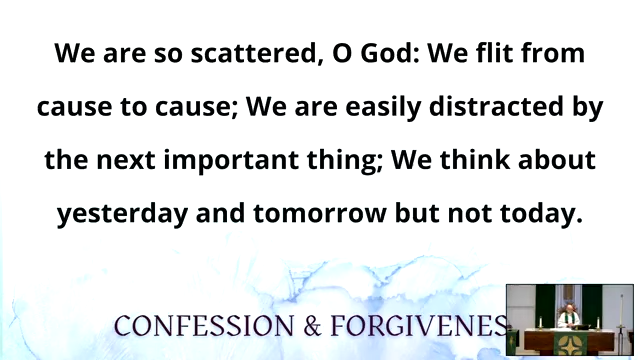 We are so scattered, O God: We flit from
cause to cause; We are easily distracted by
the next important thing; We think about
yesterday and tomorrow but not today.
CONFESSION & FORGIVENES